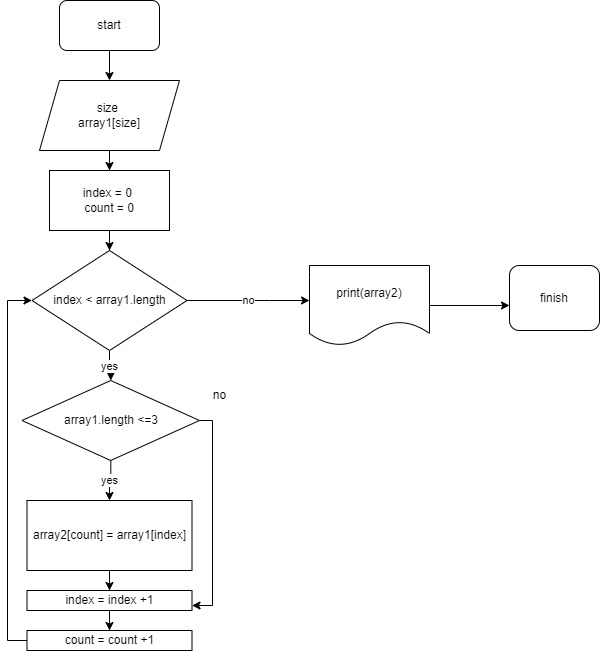 start
size
array1[size]
index = 0
count = 0
index < array1.length
no
print(array2)
finish
yes
no
array1.length <=3
yes
array2[count] = array1[index]
index = index +1
count = count +1